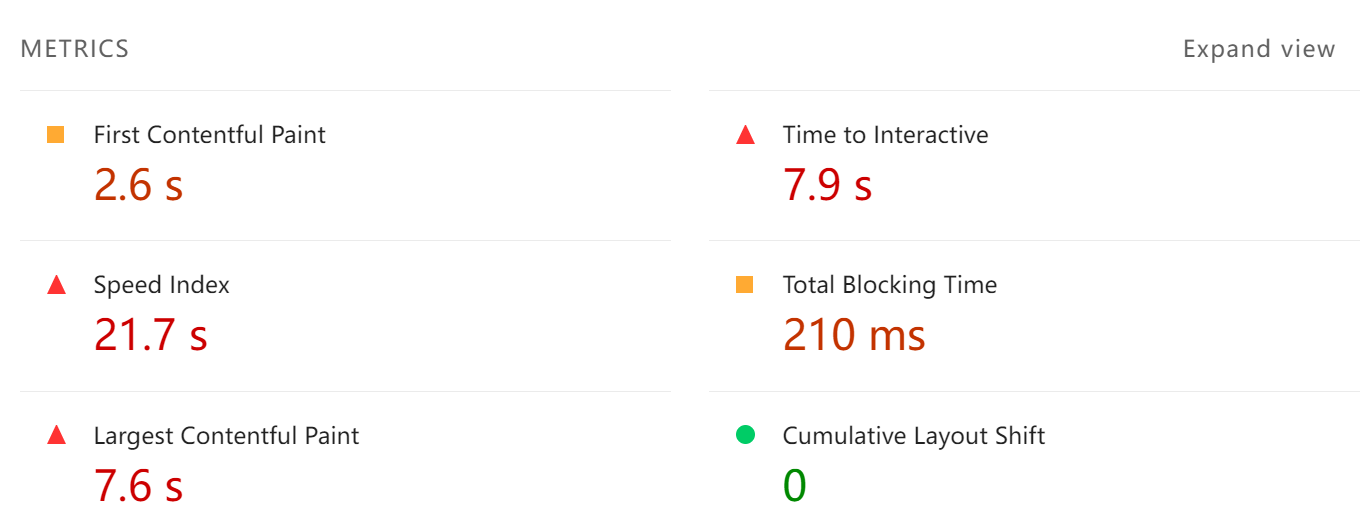 METRICS
Expand view
First Contentful Paint
2.6 s
Time to Interactive
7.9 s
Speed Index
21.7 s
Total Blocking Time
210 ms
Largest Contentful Paint
7.6 s
Cumulative Layout Shift
0